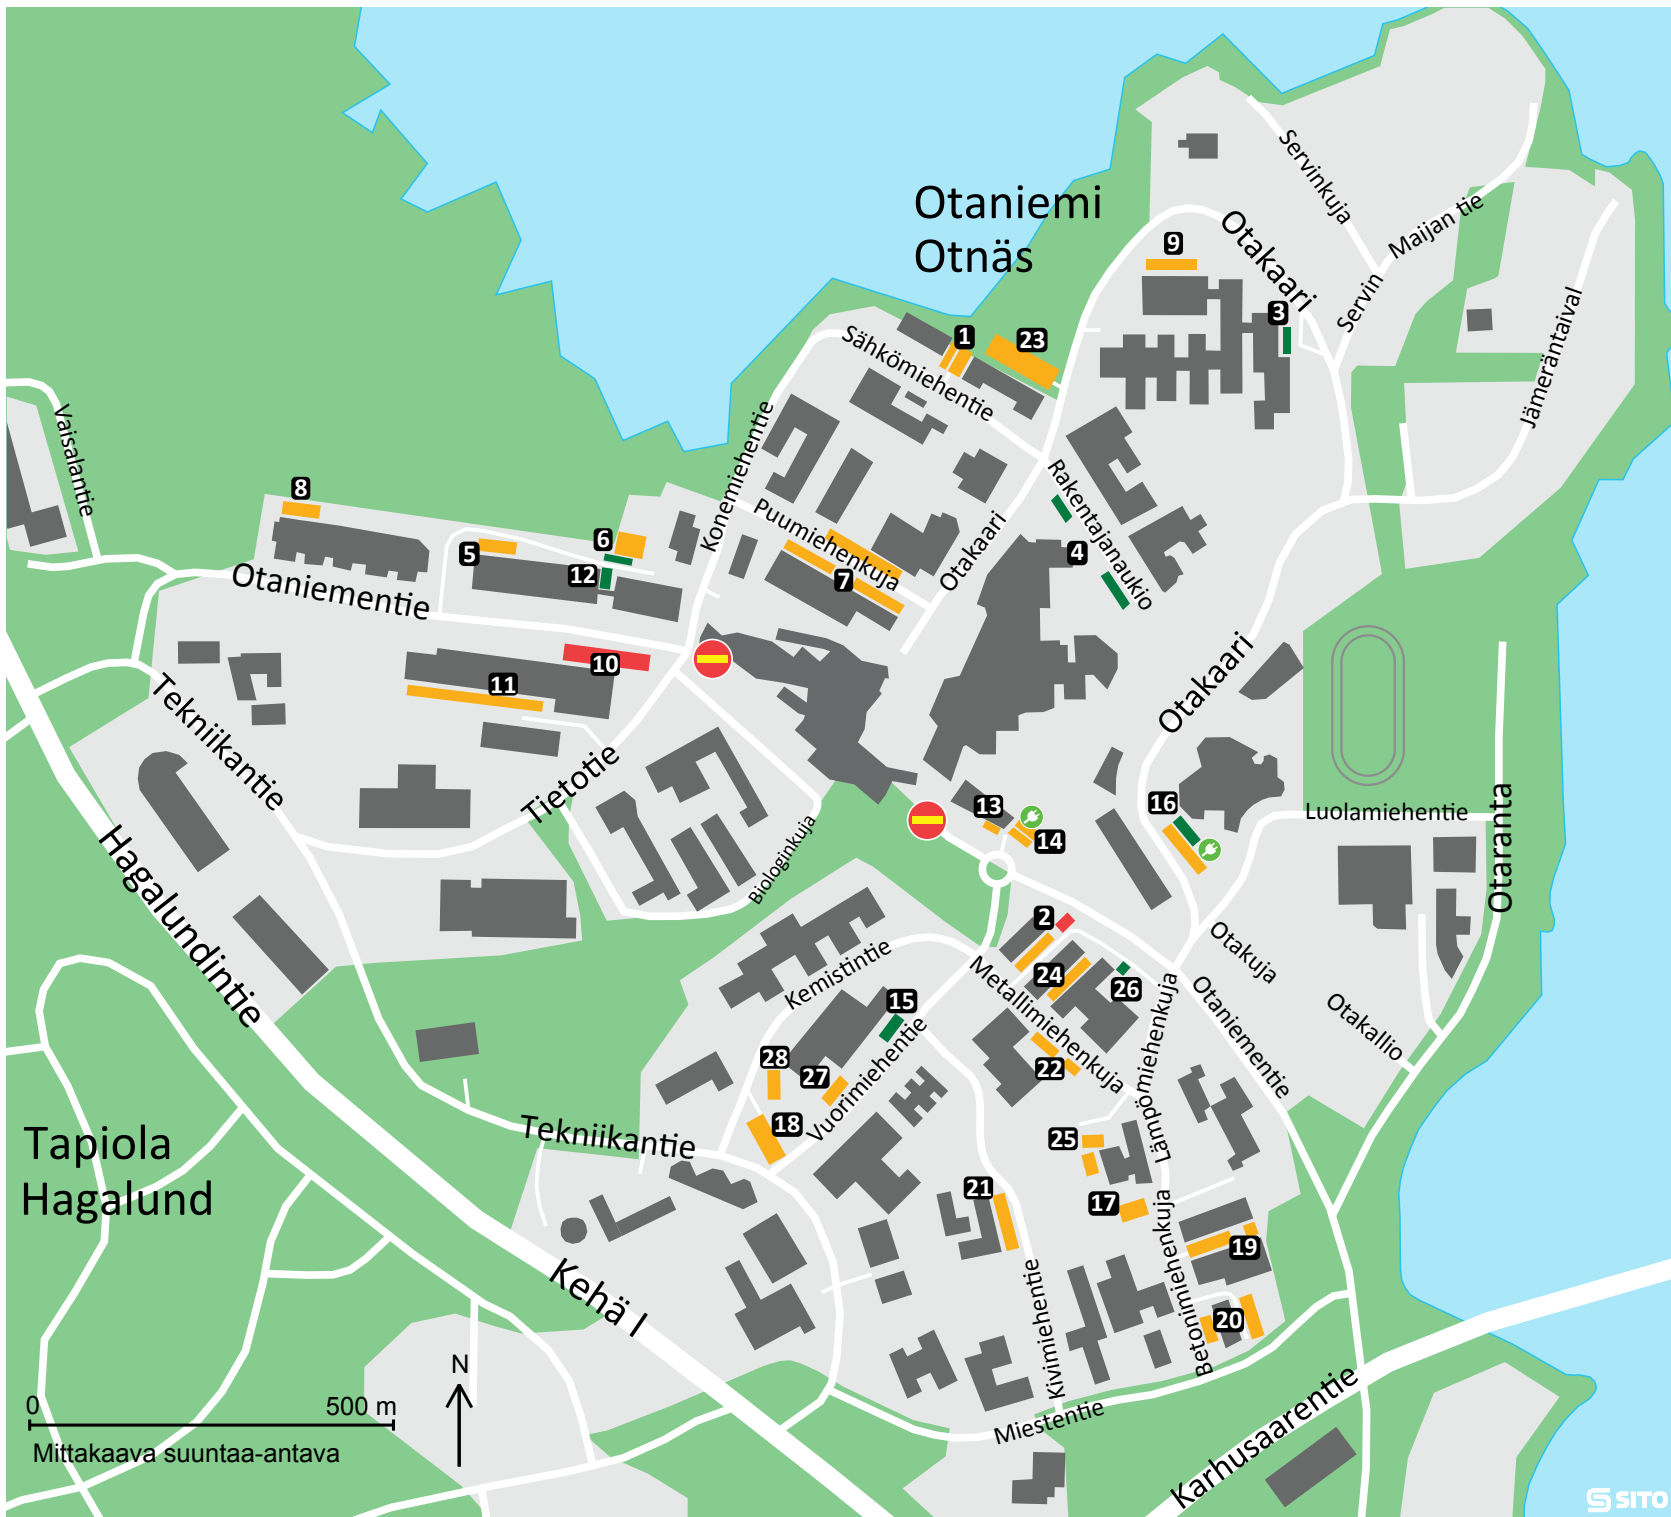 Otaniemi
Otnäs
Servinkuja
Servin
Maijan tie
Otakaari
9
3
1
23
Sähkömiehentie
Jämeräntaival
Vaisalantie
Konemiehentie
8
Rakentajanaukio
Puumiehenkuja
Otakaari
5
6
12
4
7
Otaniementie
10
11
Otakaari
Tekniikantie
Tietotie
Hagalundintie
Biologinkuja
13
14
16
Luolamiehentie
Otaranta
2
Otakuja
Kemistintie
24
26
Metallimiehenkuja
15
Otaniementie
Otakallio
Lämpömiehenkuja
28
27
22
Vuorimiehentie
18
Tekniikantie
25
Tapiola
Hagalund
21
17
Betonimiehenkuja
19
Kivimiehentie
20
Kehä I
N
0
500 m
Mittakaava suuntaa-antava
Miestentie
Karhusaarentie
SITO